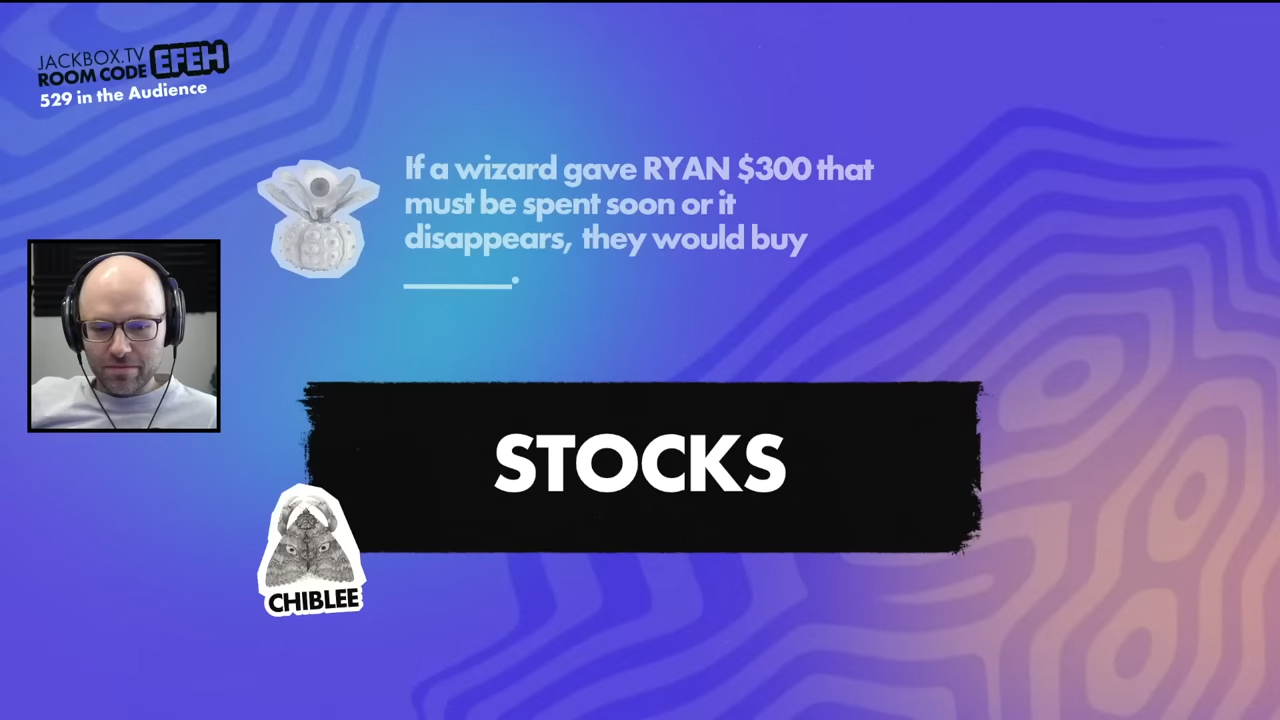 JACKBOX.TV
ROOM CODE EFEH
529 in the Audience
If a wizard gave RYAN $300 that
must be spent soon or it
disappears, they would buy
______.
STOCKS
CHIBLEE